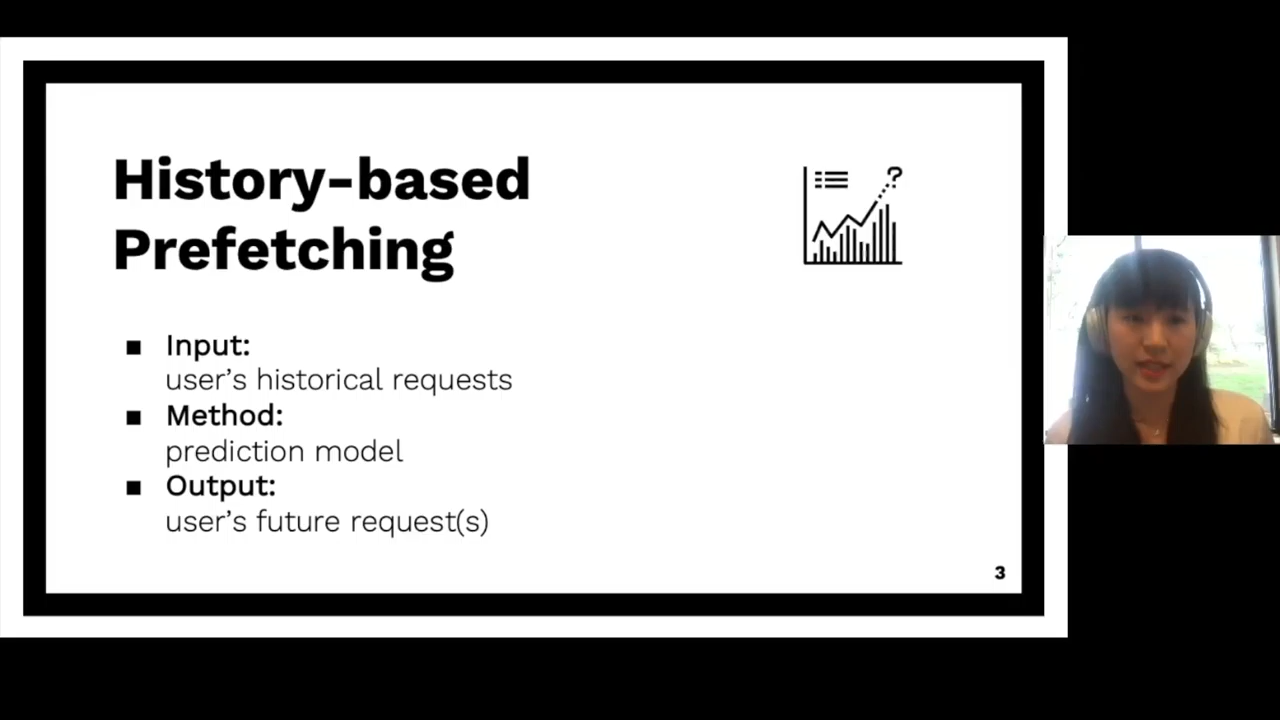 History-based
Prefetching
?
■ Input:
user's historical requests
■ Method:
prediction model
■ Output:
user's future request(s)
3